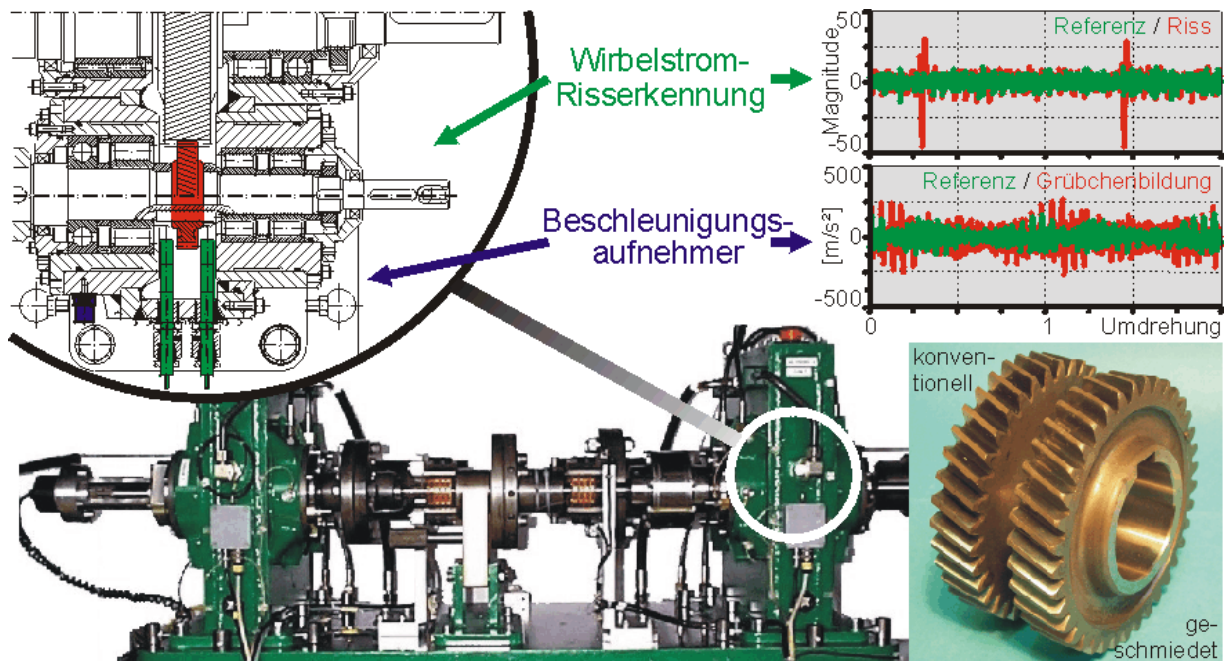 Wirbelstrom-
Risserkennung
Beschleunigungs-
aufnehmer
50
0
-50
Magnitude
Referenz / Riss
500
0
-500
[m/s²]
Referenz / Grübchenbildung
0
1
Umdrehung
konven-
tionell
ge-
schmiedet